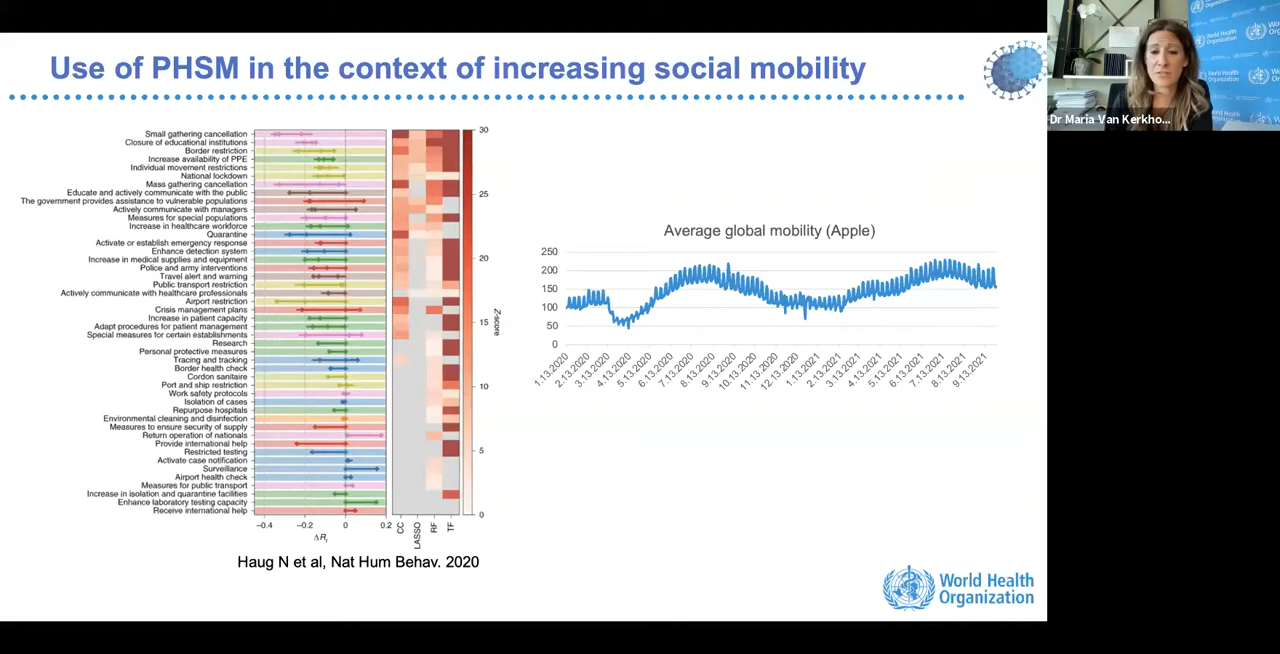 Use of PHSM in the context of increasing social mobility
Dr Maria Van Kerkho...
World Health
Organization
Small gathering cancellation
Closure of educational institutions
Border restriction
Increase availability of PPE
Individual movement restrictions
National lockdown
Mass gathering cancellation
Educate and actively communicate with the public
The government provides assistance to vulnerable populations
Actively communicate with managers
Measures for special populations
Increase in healthcare workforce
Quarantine
Activate or establish emergency response
Enhance detection system
Increase in medical supplies and equipment
Police and army interventions
Travel alert and warning
Public transport restriction
Actively communicate with healthcare professionals
Airport restriction
Crisis management plans
Increase in patient capacity
Adapt procedures for patient management
Special measures for certain establishments
Research
Personal protective measures
Tracing and tracking
Border health check
Cordon sanitaire
Port and ship restriction
Work safety protocols
Isolation of cases
Repurpose hospitals
Environmental cleaning and disinfection
Measures to ensure security of supply
Return operation of nationals
Provide international help
Restricted testing
Activate case notification
Surveillance
Airport health check
Measures for public transport
Increase in isolation and quarantine facilities
Enhance laboratory testing capacity
Receive international help
−0.4 −0.2 0 0.2
ΔRt
CC LASSO RF TF
30
25
20
15
10
5
0
Z-score
Haug N et al, Nat Hum Behav. 2020
Average global mobility (Apple)
250
200
150
100
50
0
1.13.2020 2.13.2020 3.13.2020 4.13.2020 5.13.2020 6.13.2020 7.13.2020 8.13.2020 9.13.2020 10.13.2020 11.13.2020 12.13.2020 1.13.2021 2.13.2021 3.13.2021 4.13.2021 5.13.2021 6.13.2021 7.13.2021 8.13.2021 9.13.2021
World Health
Organization